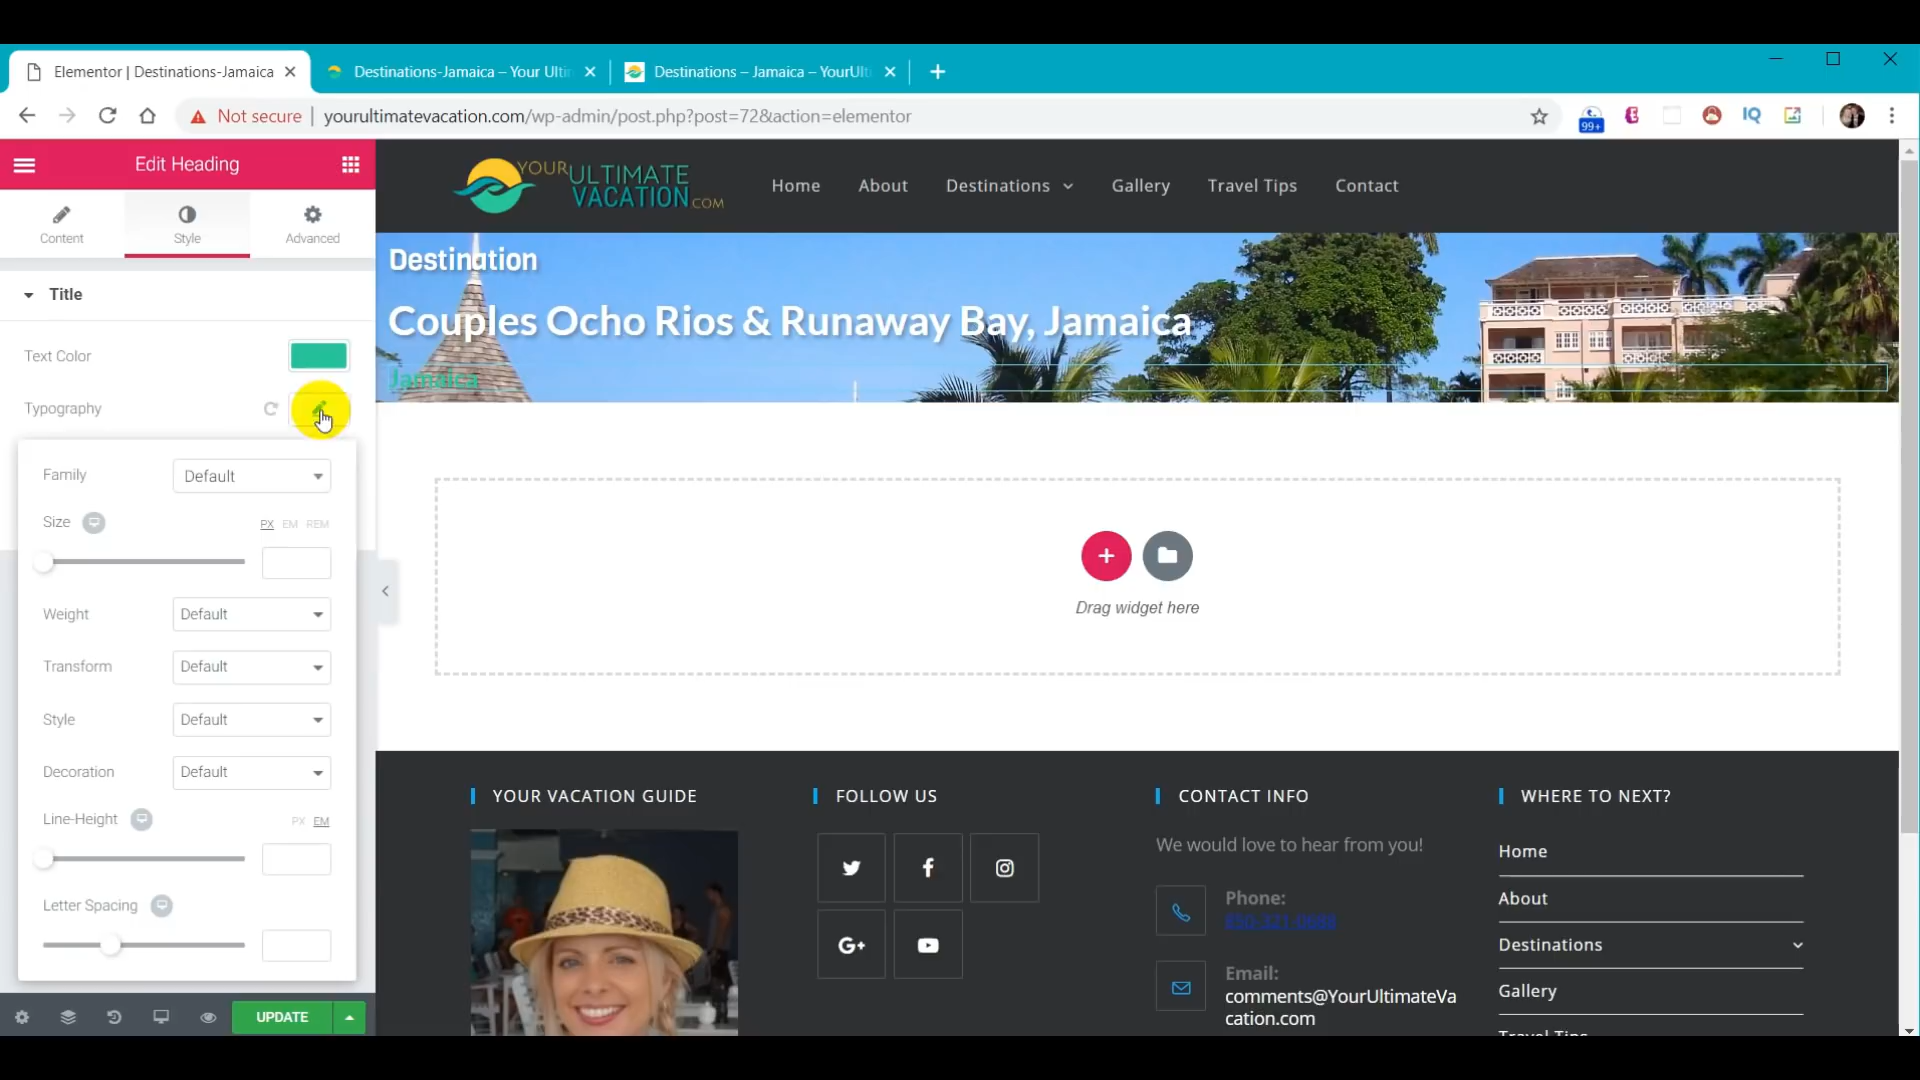 Elementor | Destinations-Jamaica
Destinations-Jamaica – Your Ulti
Destinations – Jamaica – YourUlt
Not secure
yourultimatevacation.com/wp-admin/post.php?post=72&action=elementor
99+
IQ
Edit Heading
Content
Style
Advanced
Title
Text Color
Typography
Family
Default
Size
PX EM REM
Weight
Default
Transform
Default
Style
Default
Decoration
Default
Line-Height
PX EM
Letter Spacing
UPDATE
YOUR ULTIMATE
VACATION.COM
Home
About
Destinations
Gallery
Travel Tips
Contact
Destination
Couples Ocho Rios & Runaway Bay, Jamaica
Jamaica
Drag widget here
YOUR VACATION GUIDE
FOLLOW US
G+
CONTACT INFO
We would love to hear from you!
Phone:
Email:
comments@YourUltimateVa
cation.com
WHERE TO NEXT?
Home
About
Destinations
Gallery
Travel Tips